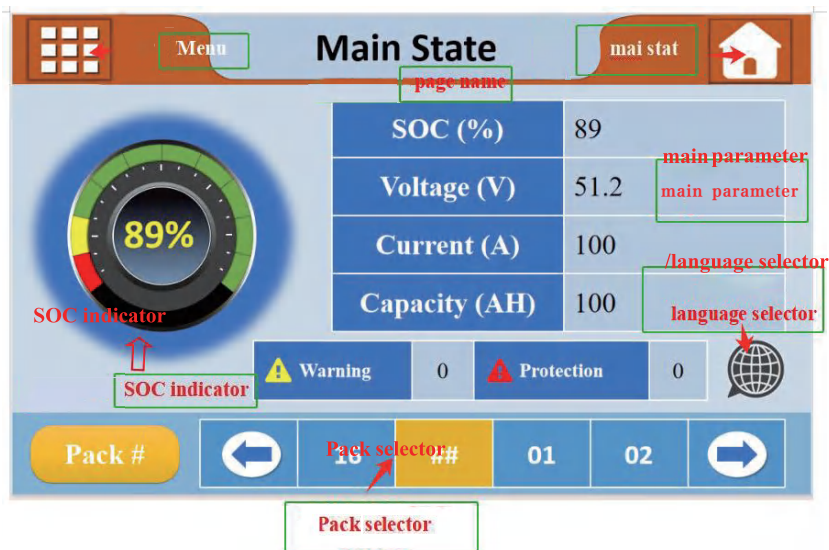 Menu
Main State
mai stat
page name
SOC (%) 89
main parameter
Voltage (V) 51.2
main parameter
89%
Current (A) 100
/language selector
Capacity (AH) 100
language selector
SOC indicator
SOC indicator
Warning 0 Protection 0
Pack # 16 ## 01 02
Pack selector
Pack selector